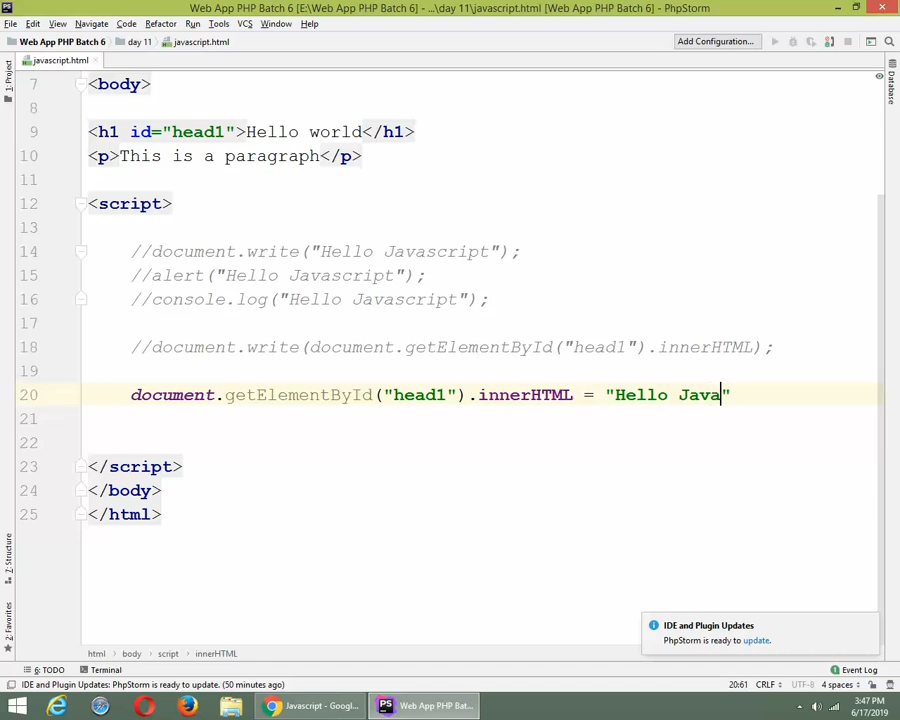 Web App PHP Batch 6 [E:\Web App PHP Batch 6] - ...\day 11\javascript.html [Web App PHP Batch 6] - PhpStorm
File Edit View Navigate Code Refactor Run Tools VCS Window Help
Web App PHP Batch 6 day 11 javascript.html Add Configuration...
javascript.html
1: Project
Database
7 <body>
8
9 <h1 id="head1">Hello world</h1>
10 <p>This is a paragraph</p>
11
12 <script>
13
14 //document.write("Hello Javascript");
15 //alert("Hello Javascript");
16 //console.log("Hello Javascript");
17
18 //document.write(document.getElementById("head1").innerHTML);
19
20 document.getElementById("head1").innerHTML = "Hello Java"
21
22
23 </script>
24 </body>
25 </html>
7: Structure
2: Favorites
IDE and Plugin Updates
PhpStorm is ready to update.
html body script innerHTML
6: TODO Terminal Event Log
IDE and Plugin Updates: PhpStorm is ready to update. (50 minutes ago) 20:61 CRLF UTF-8 4 spaces
Javascript - Googl... Web App PHP Bat... 3:47 PM
6/17/2019